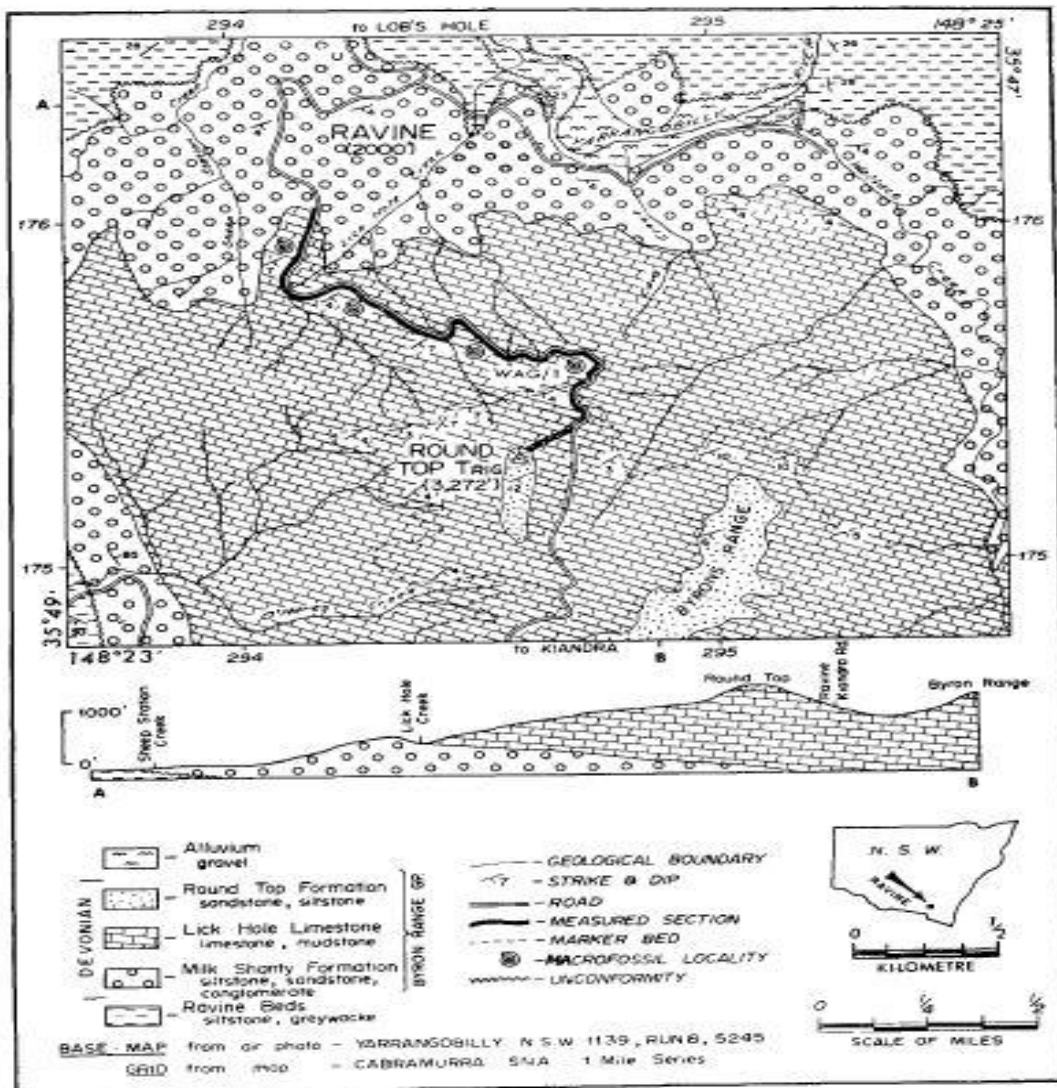 294
to LOB'S HOLE
295
148° 25'
35° 47'
A
RAVINE
(2000')
YARRANGOBILLY
176
176
WAG/1
ROUND
TOP TRIG
(3,272')
BYRONS RANGE
175
175
35° 49'
148° 23'
294
to KIANDRA
B
295
1000'
0'
Sheep Station
Creek
Lick Hole
Creek
Round Top
Ravine
Kiandra Rd
Byron Range
A
B
DEVONIAN
Alluvium
gravel
Round Top Formation
sandstone, siltstone
Lick Hole Limestone
limestone, mudstone
Milk Shanty Formation
siltstone, sandstone,
conglomerate
Ravine Beds
siltstone, greywacke
BYRON RANGE GP.
GEOLOGICAL BOUNDARY
STRIKE & DIP
ROAD
MEASURED SECTION
MARKER BED
MACROFOSSIL LOCALITY
UNCONFORMITY
N. S. W.
RAVINE
0 1/2
KILOMETRE
0
SCALE OF MILES
BASE-MAP from air photo - YARRANGOBILLY N.S.W. 1139, RUN 8, 5245
GRID from map - CABRAMURRA S.M.A. 1 Mile Series